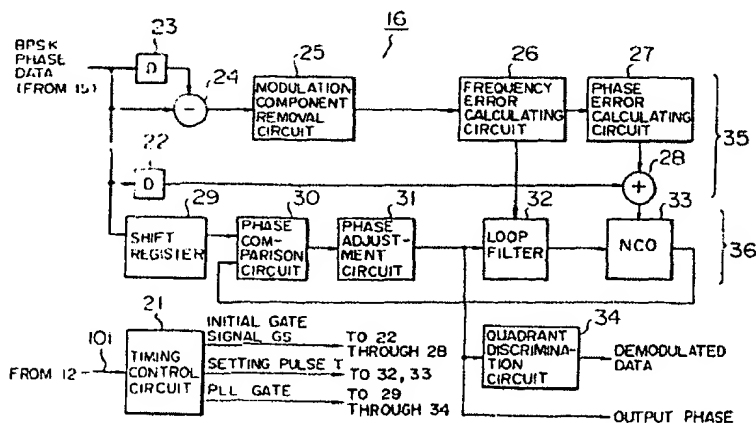 16
BPSK
PHASE
DATA
(FROM 15)
23
D
24
−
25
MODULATION
COMPONENT
REMOVAL
CIRCUIT
26
FREQUENCY
ERROR
CALCULATING
CIRCUIT
27
PHASE
ERROR
CALCULATING
CIRCUIT
35
22
D
28
+
29
SHIFT
REGISTER
30
PHASE
COM-
PARISON
CIRCUIT
31
PHASE
ADJUST-
MENT
CIRCUIT
32
LOOP
FILTER
33
NCO
36
21
101
FROM 12
TIMING
CONTROL
CIRCUIT
INITIAL GATE
SIGNAL GS
TO 22
THROUGH 28
SETTING PULSE T
TO 32, 33
PLL GATE
TO 29
THROUGH 34
34
QUADRANT
DISCRIMINA-
TION
CIRCUIT
DEMODULATED
DATA
OUTPUT PHASE